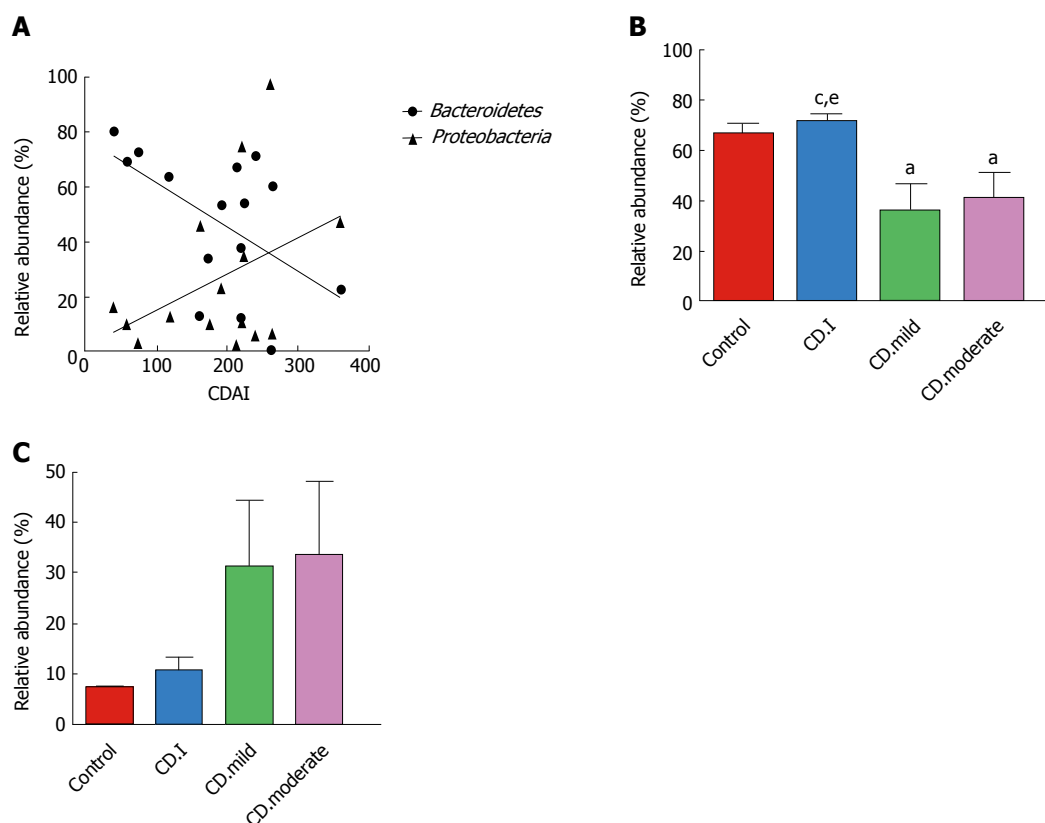 A
100
80
60
40
20
0
100
200
300
400
Relative abundance (%)
CDAI
Bacteroidetes
Proteobacteria
B
100
80
60
40
20
0
Relative abundance (%)
c,e
a
a
Control
CD.I
CD.mild
CD.moderate
C
50
40
30
20
10
0
Relative abundance (%)
Control
CD.I
CD.mild
CD.moderate